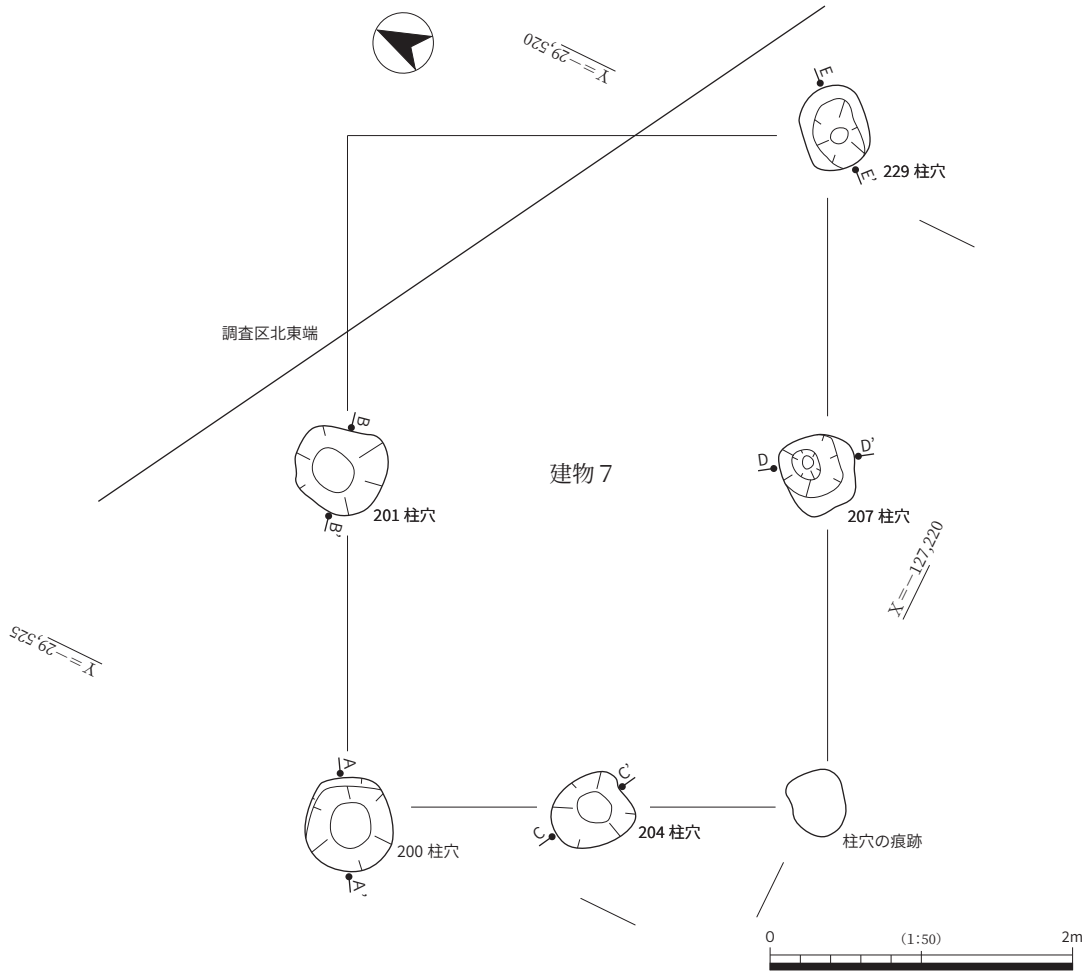 Y＝－29,520
E
E'
229 柱穴
調査区北東端
B
B'
201 柱穴
建物７
D
D'
207 柱穴
X＝－127,220
Y＝－29,525
A
A'
200 柱穴
C
C'
204 柱穴
柱穴の痕跡
0
（1：50）
2m